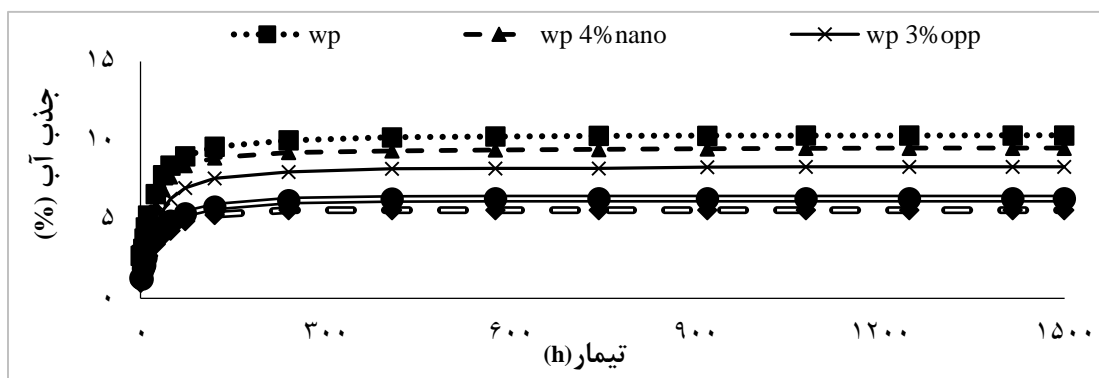 wp wp 4%nano wp 3%opp
۱۵
۱۰
۵
۰
جذب آب (%)
۰ ۳۰۰ ۶۰۰ ۹۰۰ ۱۲۰۰ ۱۵۰۰
تیمار(h)